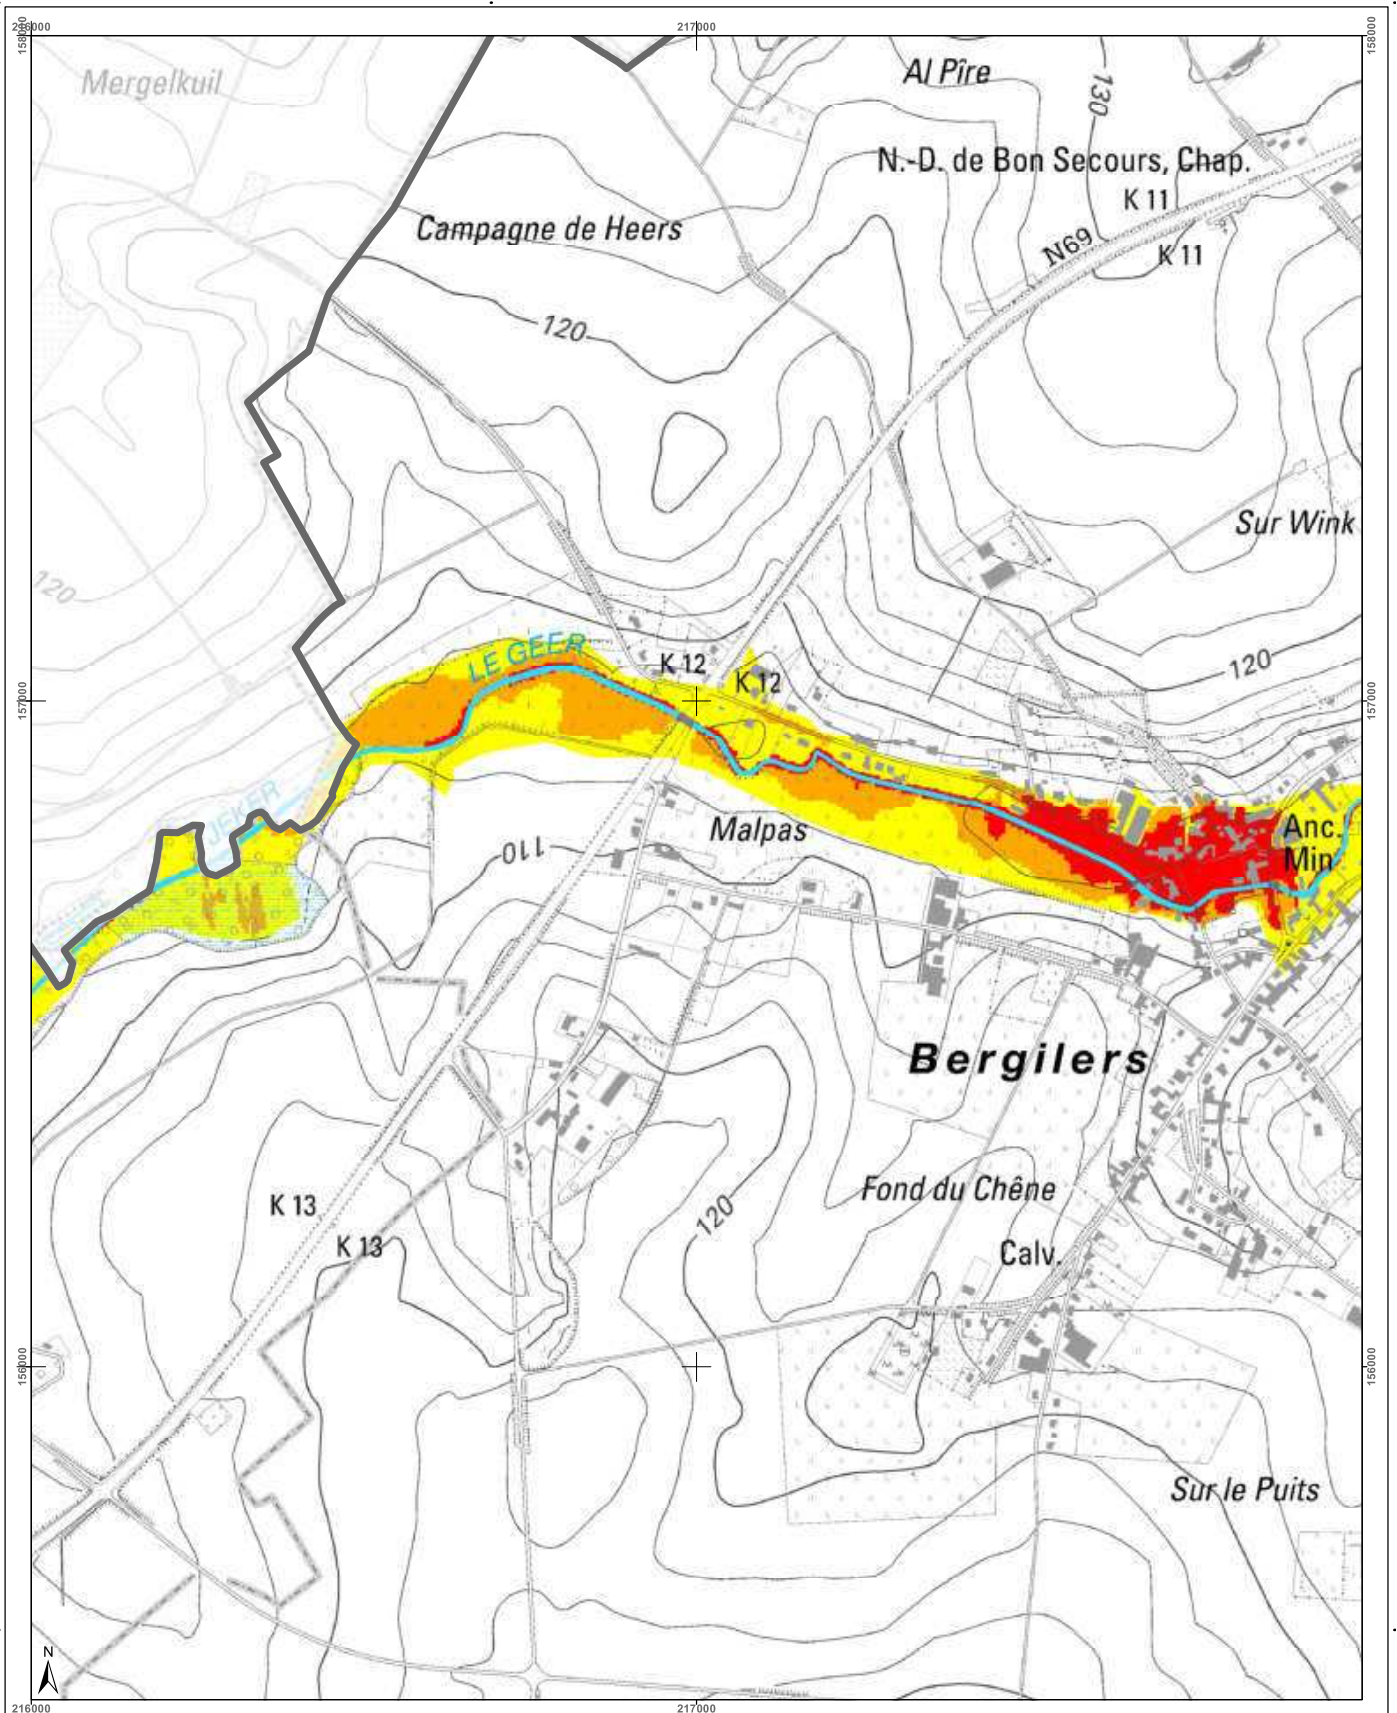 216000
217000
158000
158000
Mergelkuil
Al Pîre
130
N.-D. de Bon Secours, Chap.
K 11
Campagne de Heers
N69
K 11
120
Sur Wink
120
LE GEER
K 12
K 12
120
157000
157000
JEKER
Malpas
110
Anc.
Min
Bergilers
Fond du Chêne
K 13
120
K 13
Calv.
156000
156000
Sur le Puits
N
216000
217000